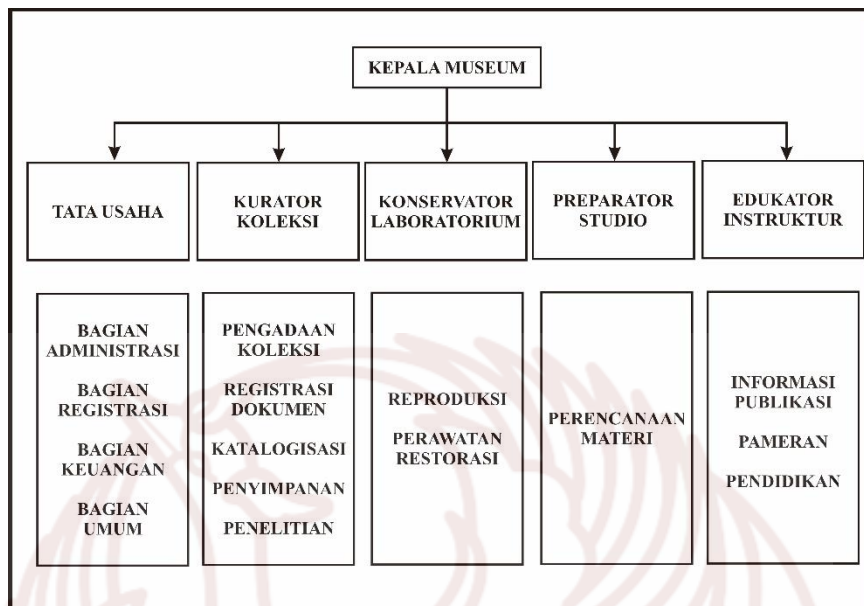 KEPALA MUSEUM
TATA USAHA
KURATOR
KOLEKSI
KONSERVATOR
LABORATORIUM
PREPARATOR
STUDIO
EDUKATOR
INSTRUKTUR
BAGIAN
ADMINISTRASI
BAGIAN
REGISTRASI
BAGIAN
KEUANGAN
BAGIAN
UMUM
PENGADAAN
KOLEKSI
REGISTRASI
DOKUMEN
KATALOGISASI
PENYIMPANAN
PENELITIAN
REPRODUKSI
PERAWATAN
RESTORASI
PERENCANAAN
MATERI
INFORMASI
PUBLIKASI
PAMERAN
PENDIDIKAN